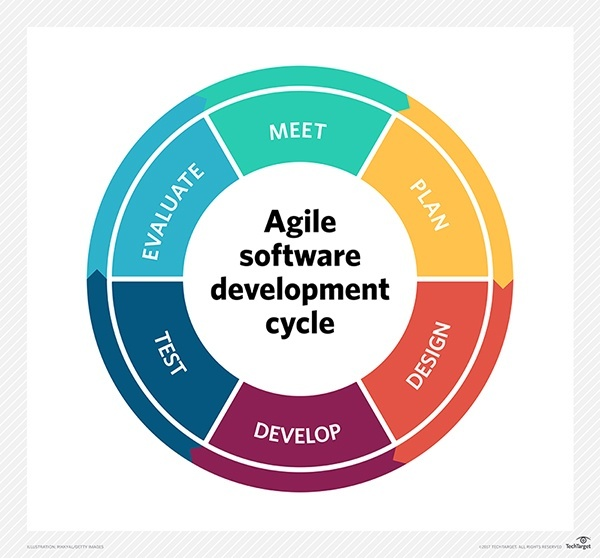 MEET
PLAN
DESIGN
DEVELOP
TEST
EVALUATE
Agile
software
development
cycle
ILLUSTRATION: RIKKYAL/GETTY IMAGES
©2017 TECHTARGET. ALL RIGHTS RESERVED
TechTarget